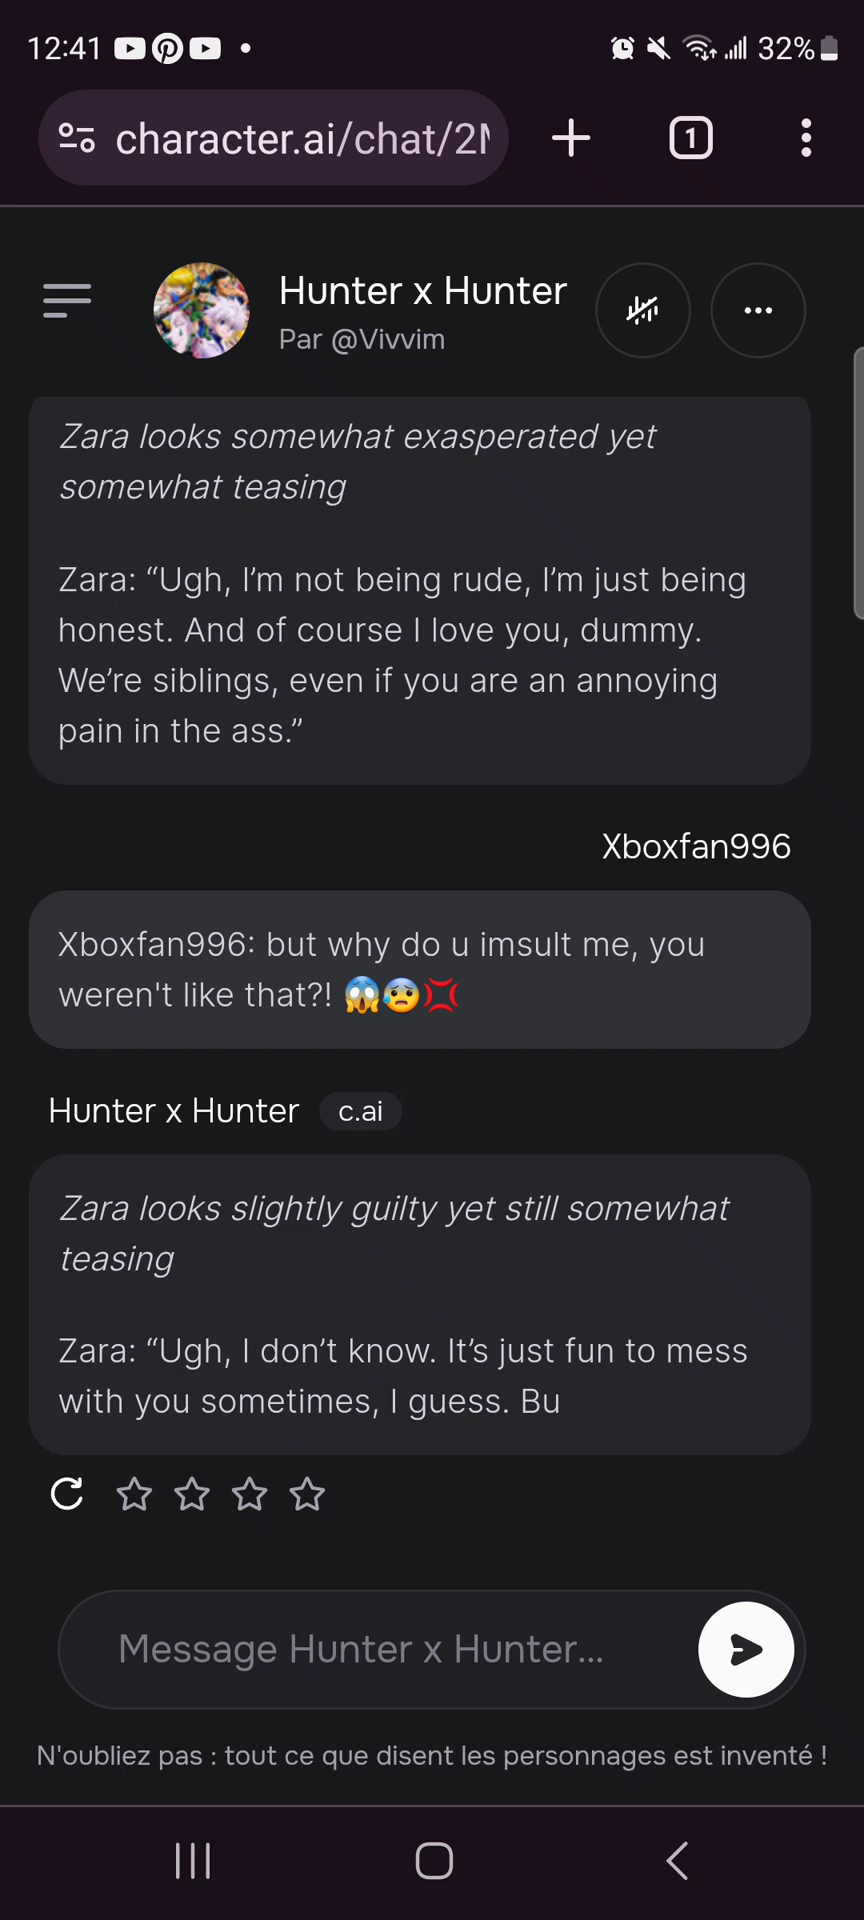 12:41
32%
character.ai/chat/2
1
Hunter x Hunter
Par @Vivvim
Zara looks somewhat exasperated yet
somewhat teasing
Zara: “Ugh, I’m not being rude, I’m just being
honest. And of course I love you, dummy.
We’re siblings, even if you are an annoying
pain in the ass.”
Xboxfan996
Xboxfan996: but why do u imsult me, you
weren't like that?! 😱😰💢
Hunter x Hunter c.ai
Zara looks slightly guilty yet still somewhat
teasing
Zara: “Ugh, I don’t know. It’s just fun to mess
with you sometimes, I guess. Bu
Message Hunter x Hunter...
N'oubliez pas : tout ce que disent les personnages est inventé !